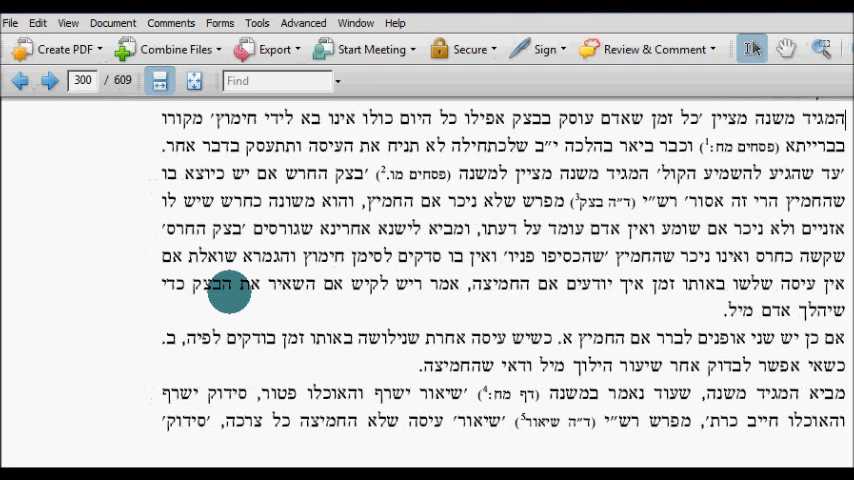 File Edit View Document Comments Forms Tools Advanced Window Help
Create PDF Combine Files Export Start Meeting Secure Sign Review & Comment
300 / 609 Find
המגיד משנה מציין 'כל זמן שאדם עוסק בבצק אפילו כל היום כולו אינו בא לידי חימוץ' מקורו
בברייתא (פסחים מח:1) וכבר ביאר בהלכה י"ב שלכתחילה לא תניח את העיסה ותתעסק בדבר אחר.
'עד שהגיע להשמיע הקול' המגיד משנה מציין למשנה (פסחים מו.2) 'בצק החרש אם יש כיוצא בו
שהחמיץ הרי זה אסור' רש"י (ד"ה בצק3) מפרש שלא ניכר אם החמיץ, והוא משונה כחרש שיש לו
אזניים ולא ניכר אם שומע ואין אדם עומד על דעתו, ומביא לישנא אחרינא שגורסים 'בצק החרס'
שקשה כחרס ואינו ניכר שהחמיץ 'שהכסיפו פניו' ואין בו סדקים לסימן חימוץ והגמרא שואלת אם
אין עיסה שלשו באותו זמן איך יודעים אם החמיצה, אמר ריש לקיש אם השאיר את הבצק כדי
שיהלך אדם מיל.
אם כן יש שני אופנים לברר אם החמיץ א. כשיש עיסה אחרת שנילושה באותו זמן בודקים לפיה, ב.
כשאי אפשר לבדוק אחר שיעור הילוך מיל ודאי שהחמיצה.
מביא המגיד משנה, שעוד נאמר במשנה (דף מח:4) 'שיאור ישרף והאוכלו פטור, סידוק ישרף
והאוכלו חייב כרת', מפרש רש"י (ד"ה שיאור5) 'שיאור' עיסה שלא החמיצה כל צרכה, 'סידוק'